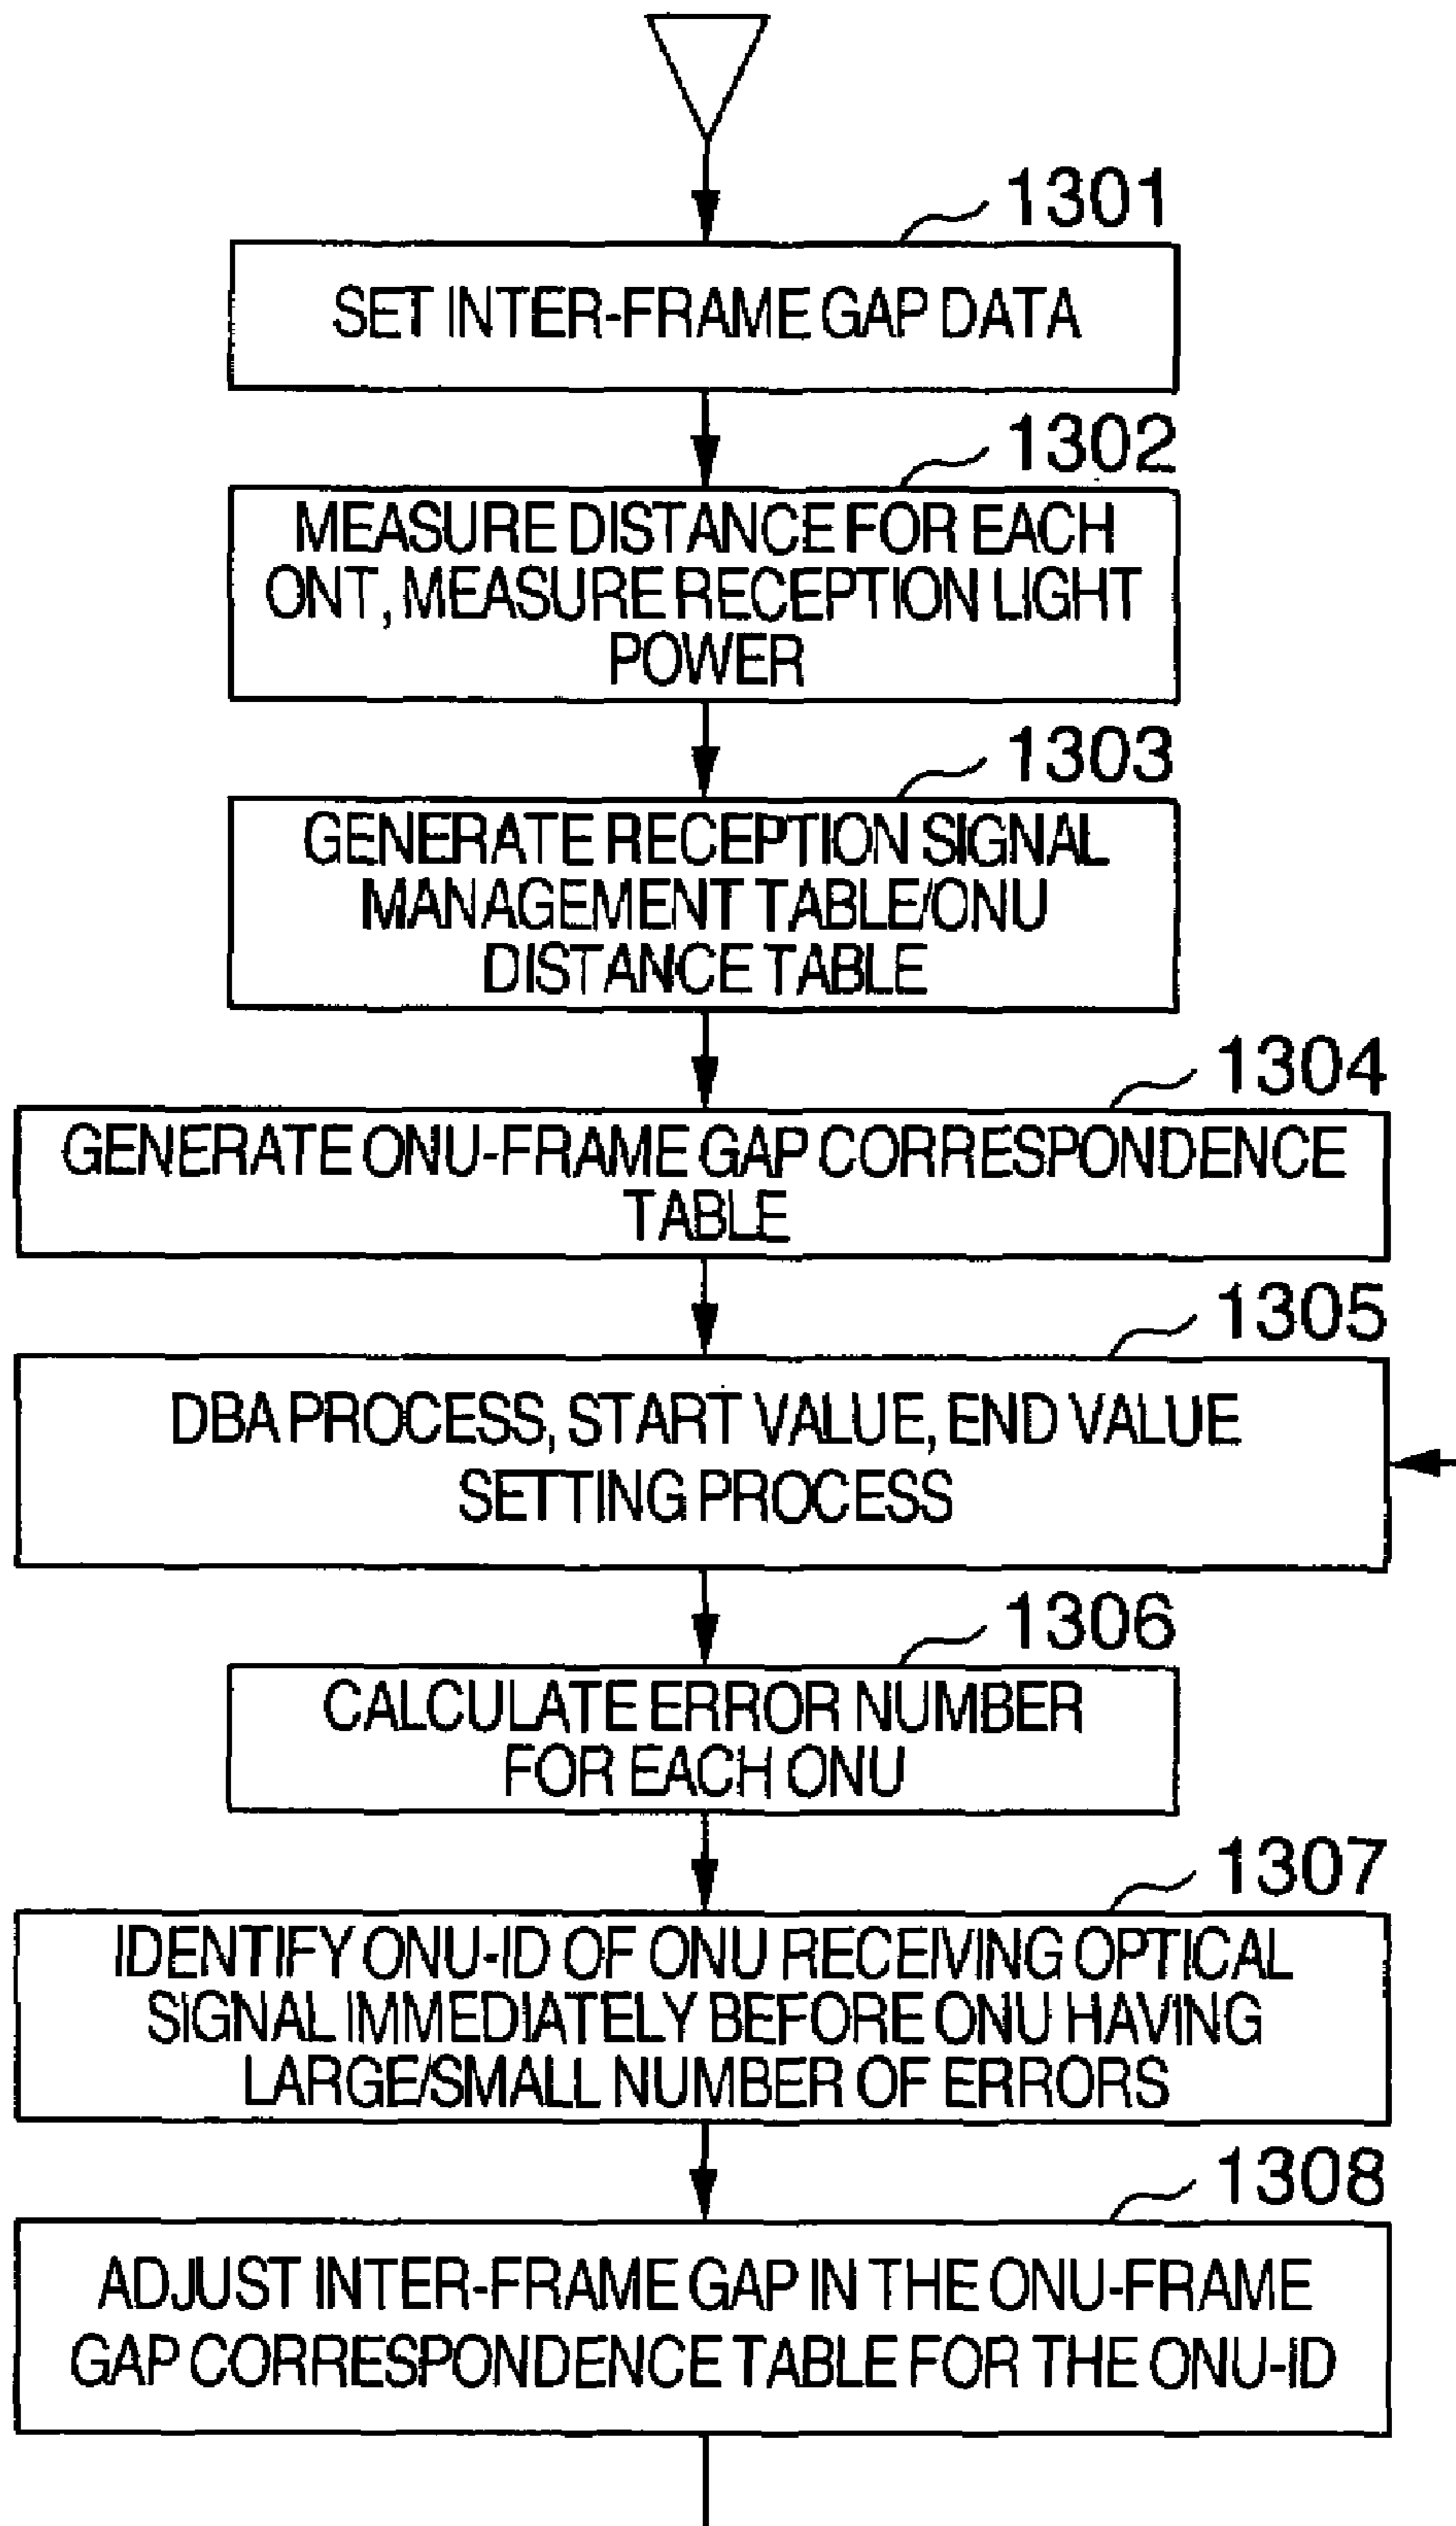 1301
SET INTER-FRAME GAP DATA
1302
MEASURE DISTANCE FOR EACH
ONT, MEASURE RECEPTION LIGHT
POWER
1303
GENERATE RECEPTION SIGNAL
MANAGEMENT TABLE/ONU
DISTANCE TABLE
1304
GENERATE ONU-FRAME GAP CORRESPONDENCE
TABLE
1305
DBA PROCESS, START VALUE, END VALUE
SETTING PROCESS
1306
CALCULATE ERROR NUMBER
FOR EACH ONU
1307
IDENTIFY ONU-ID OF ONU RECEIVING OPTICAL
SIGNAL IMMEDIATELY BEFORE ONU HAVING
LARGE/SMALL NUMBER OF ERRORS
1308
ADJUST INTER-FRAME GAP IN THE ONU-FRAME
GAP CORRESPONDENCE TABLE FOR THE ONU-ID